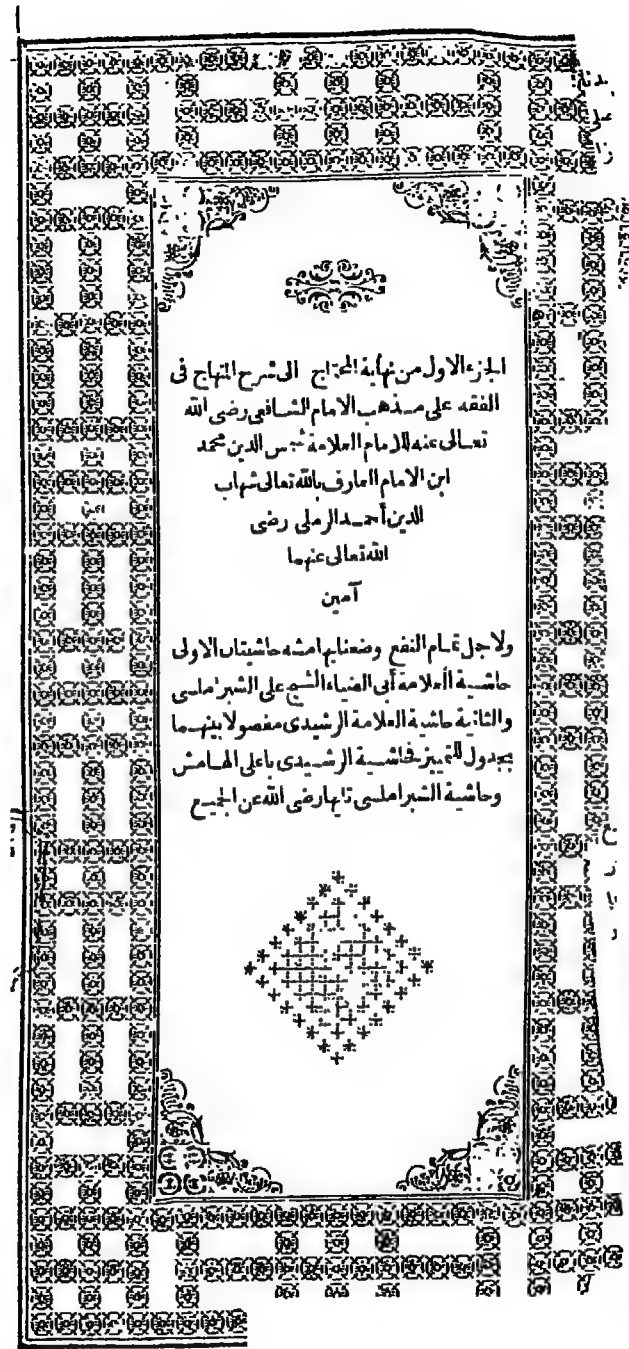 الجزء الاول من نهاية المحتاج الى شرح المنهاج فى
الفقه على مذهب الامام الشافعى رضى الله
تعالى عنه للامام العلامة شمس الدين محمد
ابن الامام العارف بالله تعالى شهاب
الدين أحمد الرملى رضى
الله تعالى عنهما
آمين
ولاجل تمام النفع وضعنا بهامشه حاشيتان الاولى
حاشية العلامة أبى الضياء الشيخ على الشبراملسى
والثانية حاشية العلامة الرشيدى مفصولا بينهما
بجدول للتمييز فحاشية الرشيدى باعلى الهامش
وحاشية الشبراملسى تليها رضى الله عن الجميع